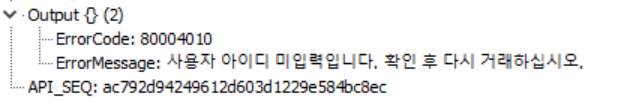 Output {} (2)
ErrorCode: 80004010
ErrorMessage: 사용자 아이디 미입력입니다. 확인 후 다시 거래하십시오.
API_SEQ: ac792d94249612d603d1229e584bc8ec